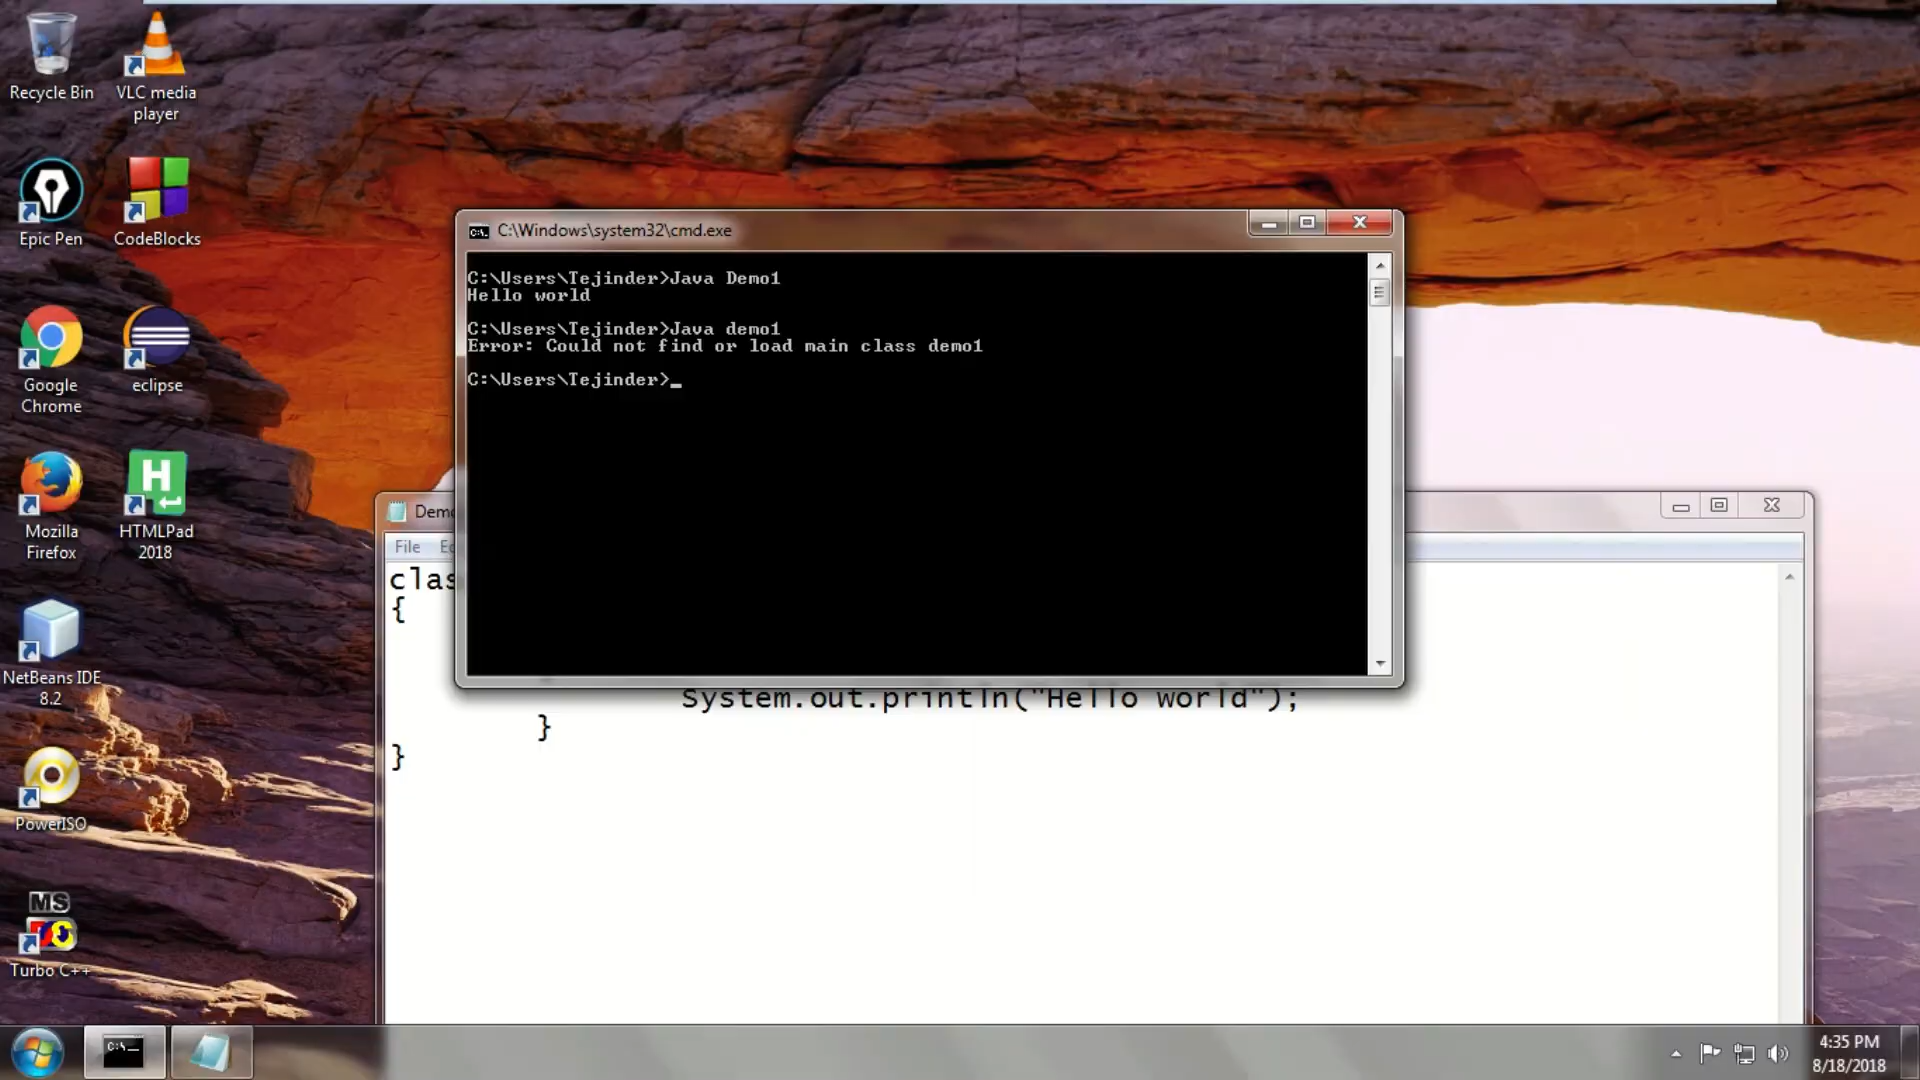 Recycle Bin
VLC media
player
Epic Pen
CodeBlocks
Google
Chrome
eclipse
Mozilla
Firefox
H
HTMLPad
2018
NetBeans IDE
8.2
PowerISO
MS
Turbo C++
C:\Windows\system32\cmd.exe
C:\Users\Tejinder>Java Demo1
Hello world
C:\Users\Tejinder>Java demo1
Error: Could not find or load main class demo1
C:\Users\Tejinder>_
File
{
System.out.println("Hello world");
}
}
4:35 PM
8/18/2018